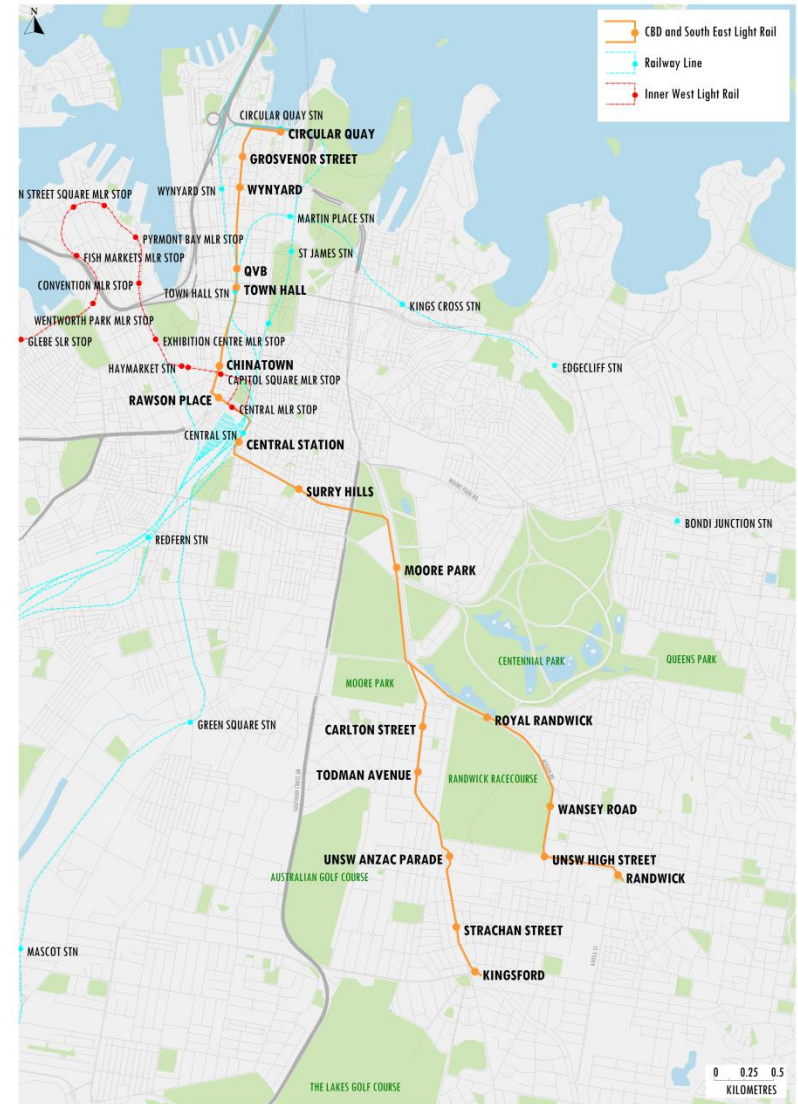 N
CBD and South East Light Rail
Railway Line
Inner West Light Rail
CIRCULAR QUAY STN
CIRCULAR QUAY
GROSVENOR STREET
WYNYARD STN
WYNYARD
N STREET SQUARE MLR STOP
MARTIN PLACE STN
PYRMONT BAY MLR STOP
ST JAMES STN
FISH MARKETS MLR STOP
QVB
CONVENTION MLR STOP
TOWN HALL STN
TOWN HALL
KINGS CROSS STN
WENTWORTH PARK MLR STOP
GLEBE SLR STOP
EXHIBITION CENTRE MLR STOP
HAYMARKET STN
CHINATOWN
EDGECLIFF STN
CAPITOL SQUARE MLR STOP
RAWSON PLACE
CENTRAL MLR STOP
CENTRAL STN
CENTRAL STATION
SURRY HILLS
BONDI JUNCTION STN
REDFERN STN
MOORE PARK
CENTENNIAL PARK
QUEENS PARK
MOORE PARK
GREEN SQUARE STN
CARLTON STREET
ROYAL RANDWICK
TODMAN AVENUE
RANDWICK RACECOURSE
WANSEY ROAD
UNSW ANZAC PARADE
UNSW HIGH STREET
AUSTRALIAN GOLF COURSE
RANDWICK
STRACHAN STREET
MASCOT STN
KINGSFORD
THE LAKES GOLF COURSE
0 0.25 0.5
KILOMETRES